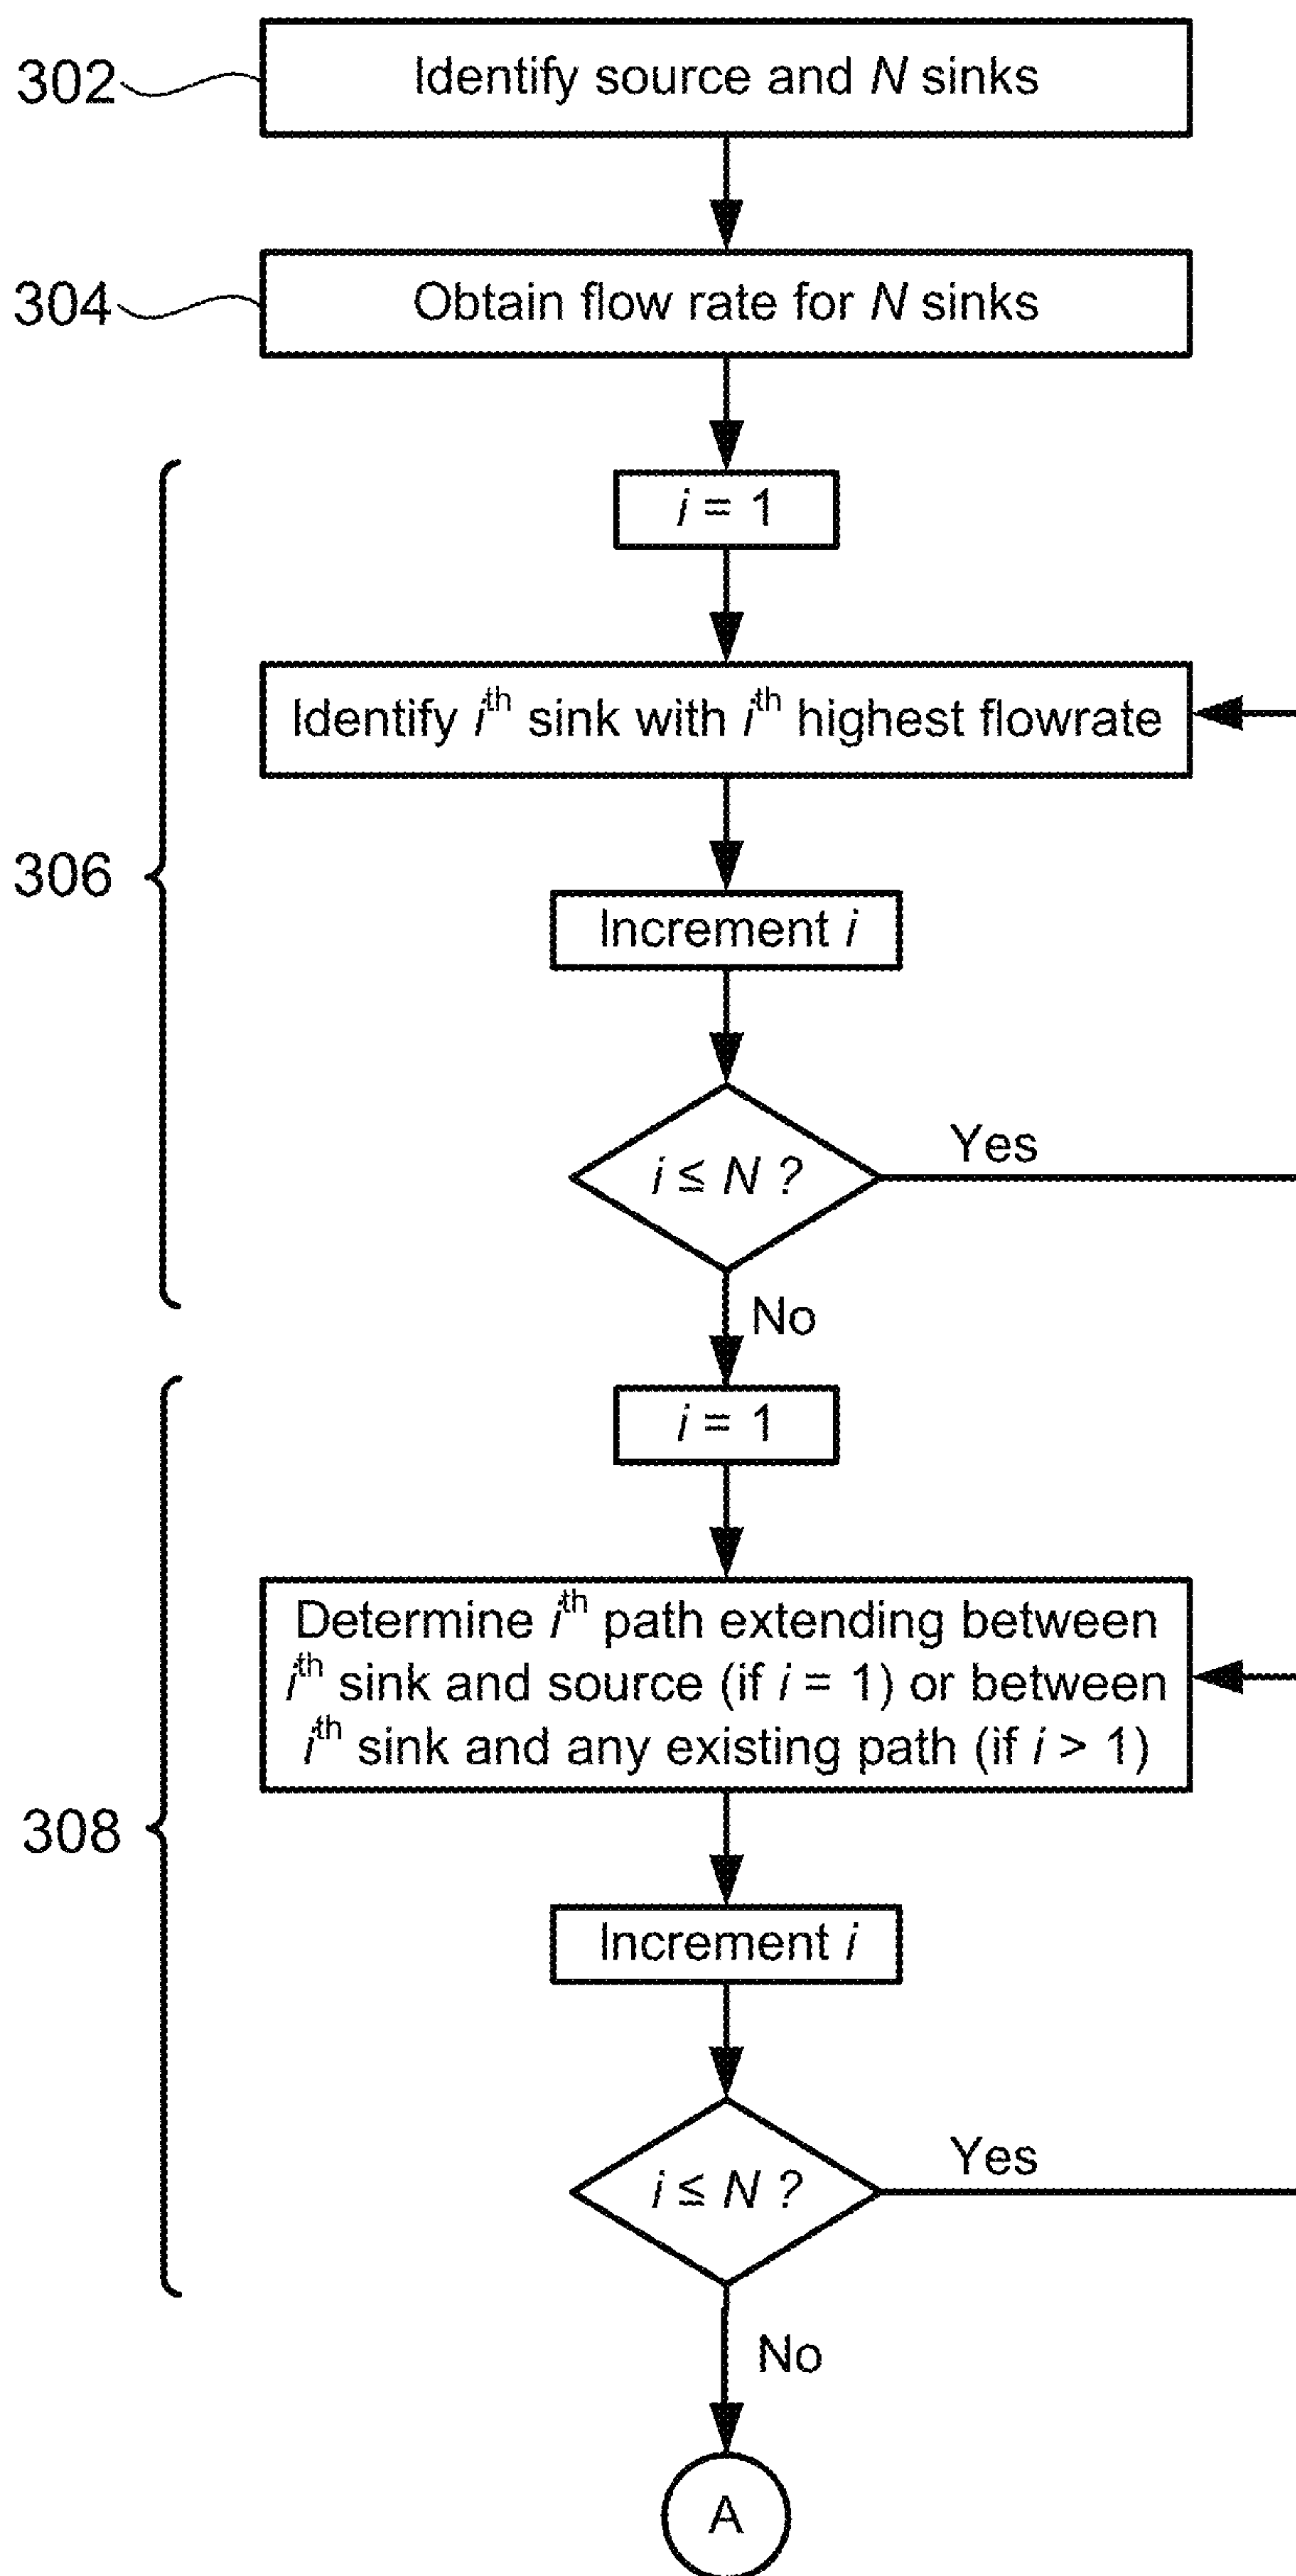 302
Identify source and N sinks
304
Obtain flow rate for N sinks
i = 1
Identify ith sink with ith highest flowrate
306
Increment i
i ≤ N ?
Yes
No
i = 1
Determine ith path extending between
ith sink and source (if i = 1) or between
ith sink and any existing path (if i > 1)
308
Increment i
i ≤ N ?
Yes
No
A